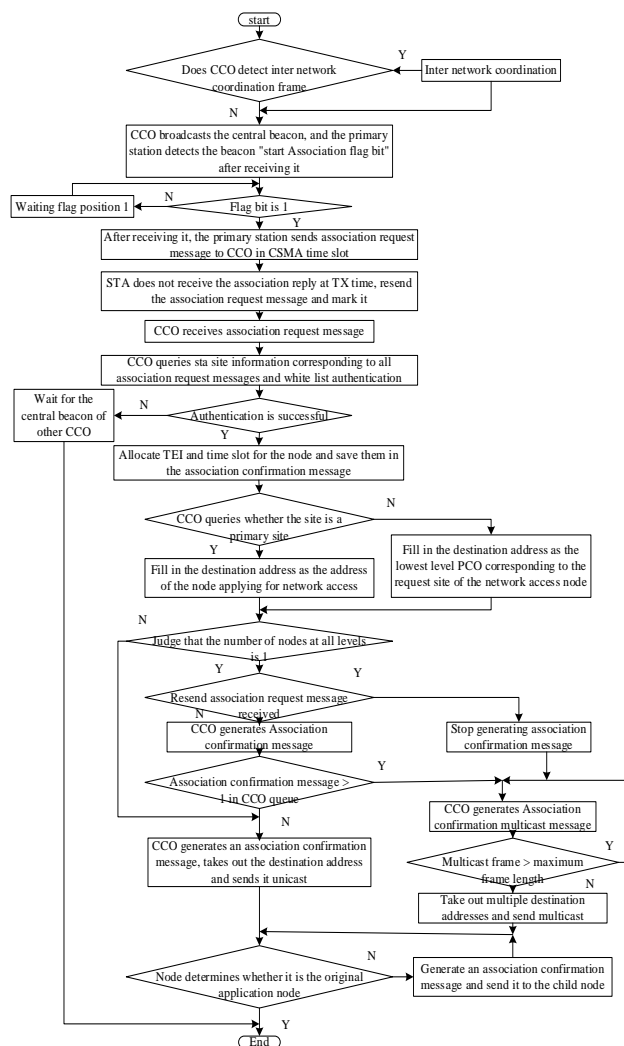 start
Y
Does CCO detect inter network
coordination frame
Inter network coordination
N
CCO broadcasts the central beacon, and the primary
station detects the beacon "start Association flag bit"
after receiving it
N
Waiting flag position 1
Flag bit is 1
Y
After receiving it, the primary station sends association request
message to CCO in CSMA time slot
STA does not receive the association reply at TX time, resend
the association request message and mark it
CCO receives association request message
CCO queries sta site information corresponding to all
association request messages and white list authentication
Wait for the
central beacon of
other CCO
N
Authentication is successful
Y
Allocate TEI and time slot for the node and save them in
the association confirmation message
N
CCO queries whether the site is a
primary site
Y
Fill in the destination address as the address
of the node applying for network access
Fill in the destination address as the
lowest level PCO corresponding to the
request site of the network access node
N
Judge that the number of nodes at all levels
is 1
Y
Y
Resend association request message
received
N
CCO generates Association
confirmation message
Stop generating association
confirmation message
Y
Association confirmation message >
1 in CCO queue
N
CCO generates Association
confirmation multicast message
CCO generates an association confirmation
message, takes out the destination address
and sends it unicast
Multicast frame > maximum
frame length
Y
N
Take out multiple destination
addresses and send multicast
N
Node determines whether it is the original
application node
Generate an association confirmation
message and send it to the child node
Y
End